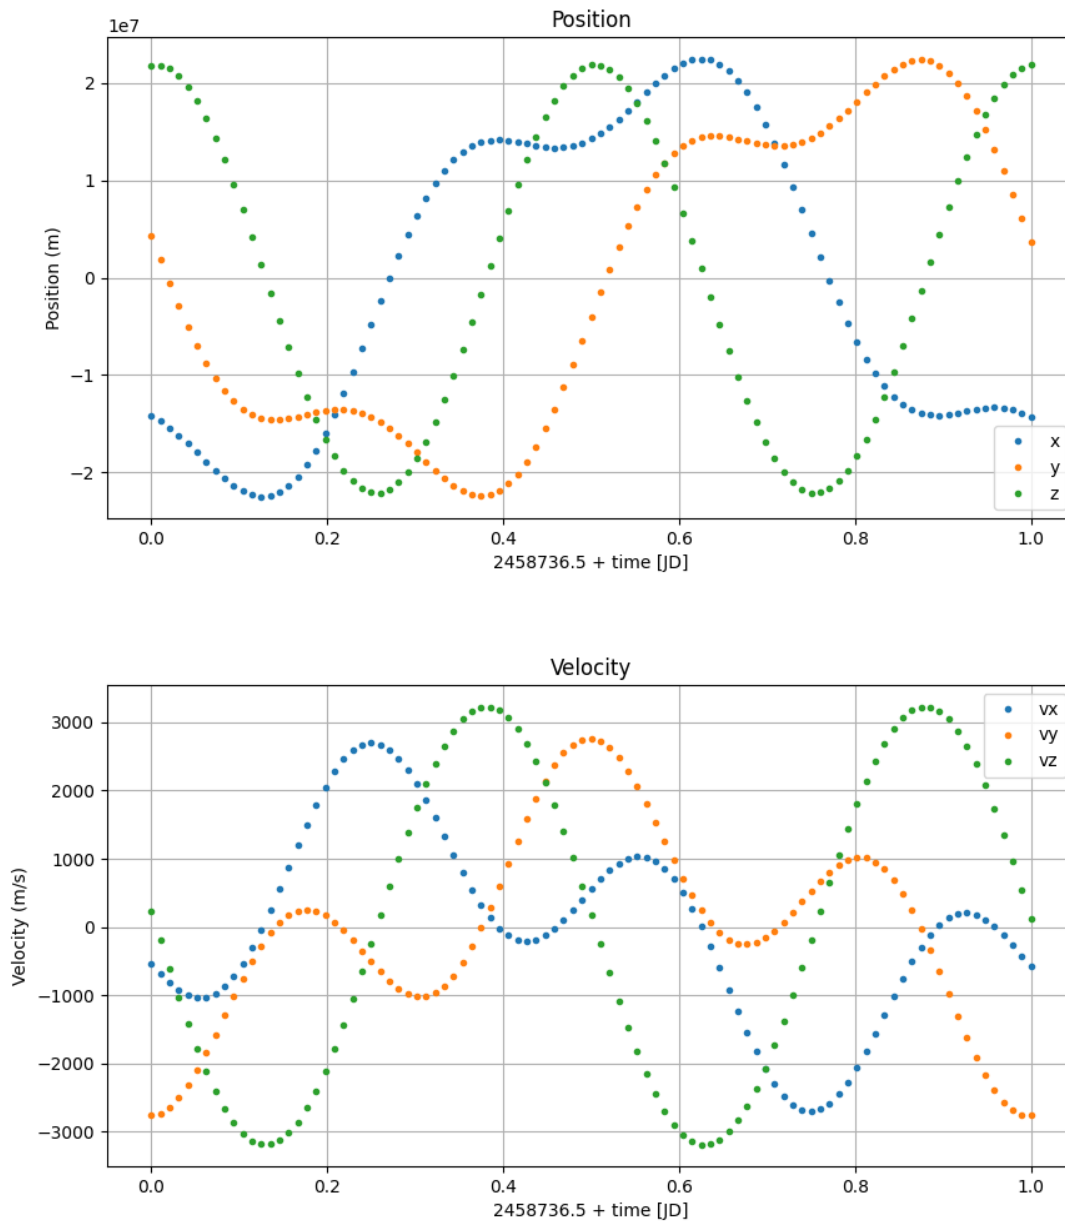 Position
1e7
2
1
0
−1
−2
Position (m)
x
y
z
0.0 0.2 0.4 0.6 0.8 1.0
2458736.5 + time [JD]
Velocity
3000
2000
1000
0
−1000
−2000
−3000
Velocity (m/s)
vx
vy
vz
0.0 0.2 0.4 0.6 0.8 1.0
2458736.5 + time [JD]